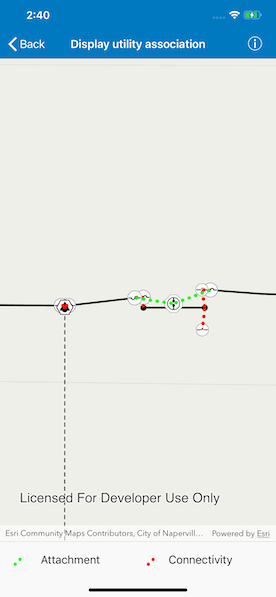 2:40
Back
Display utility association
Licensed For Developer Use Only
Esri Community Maps Contributors, City of Napervill... Powered by Esri
Attachment
Connectivity